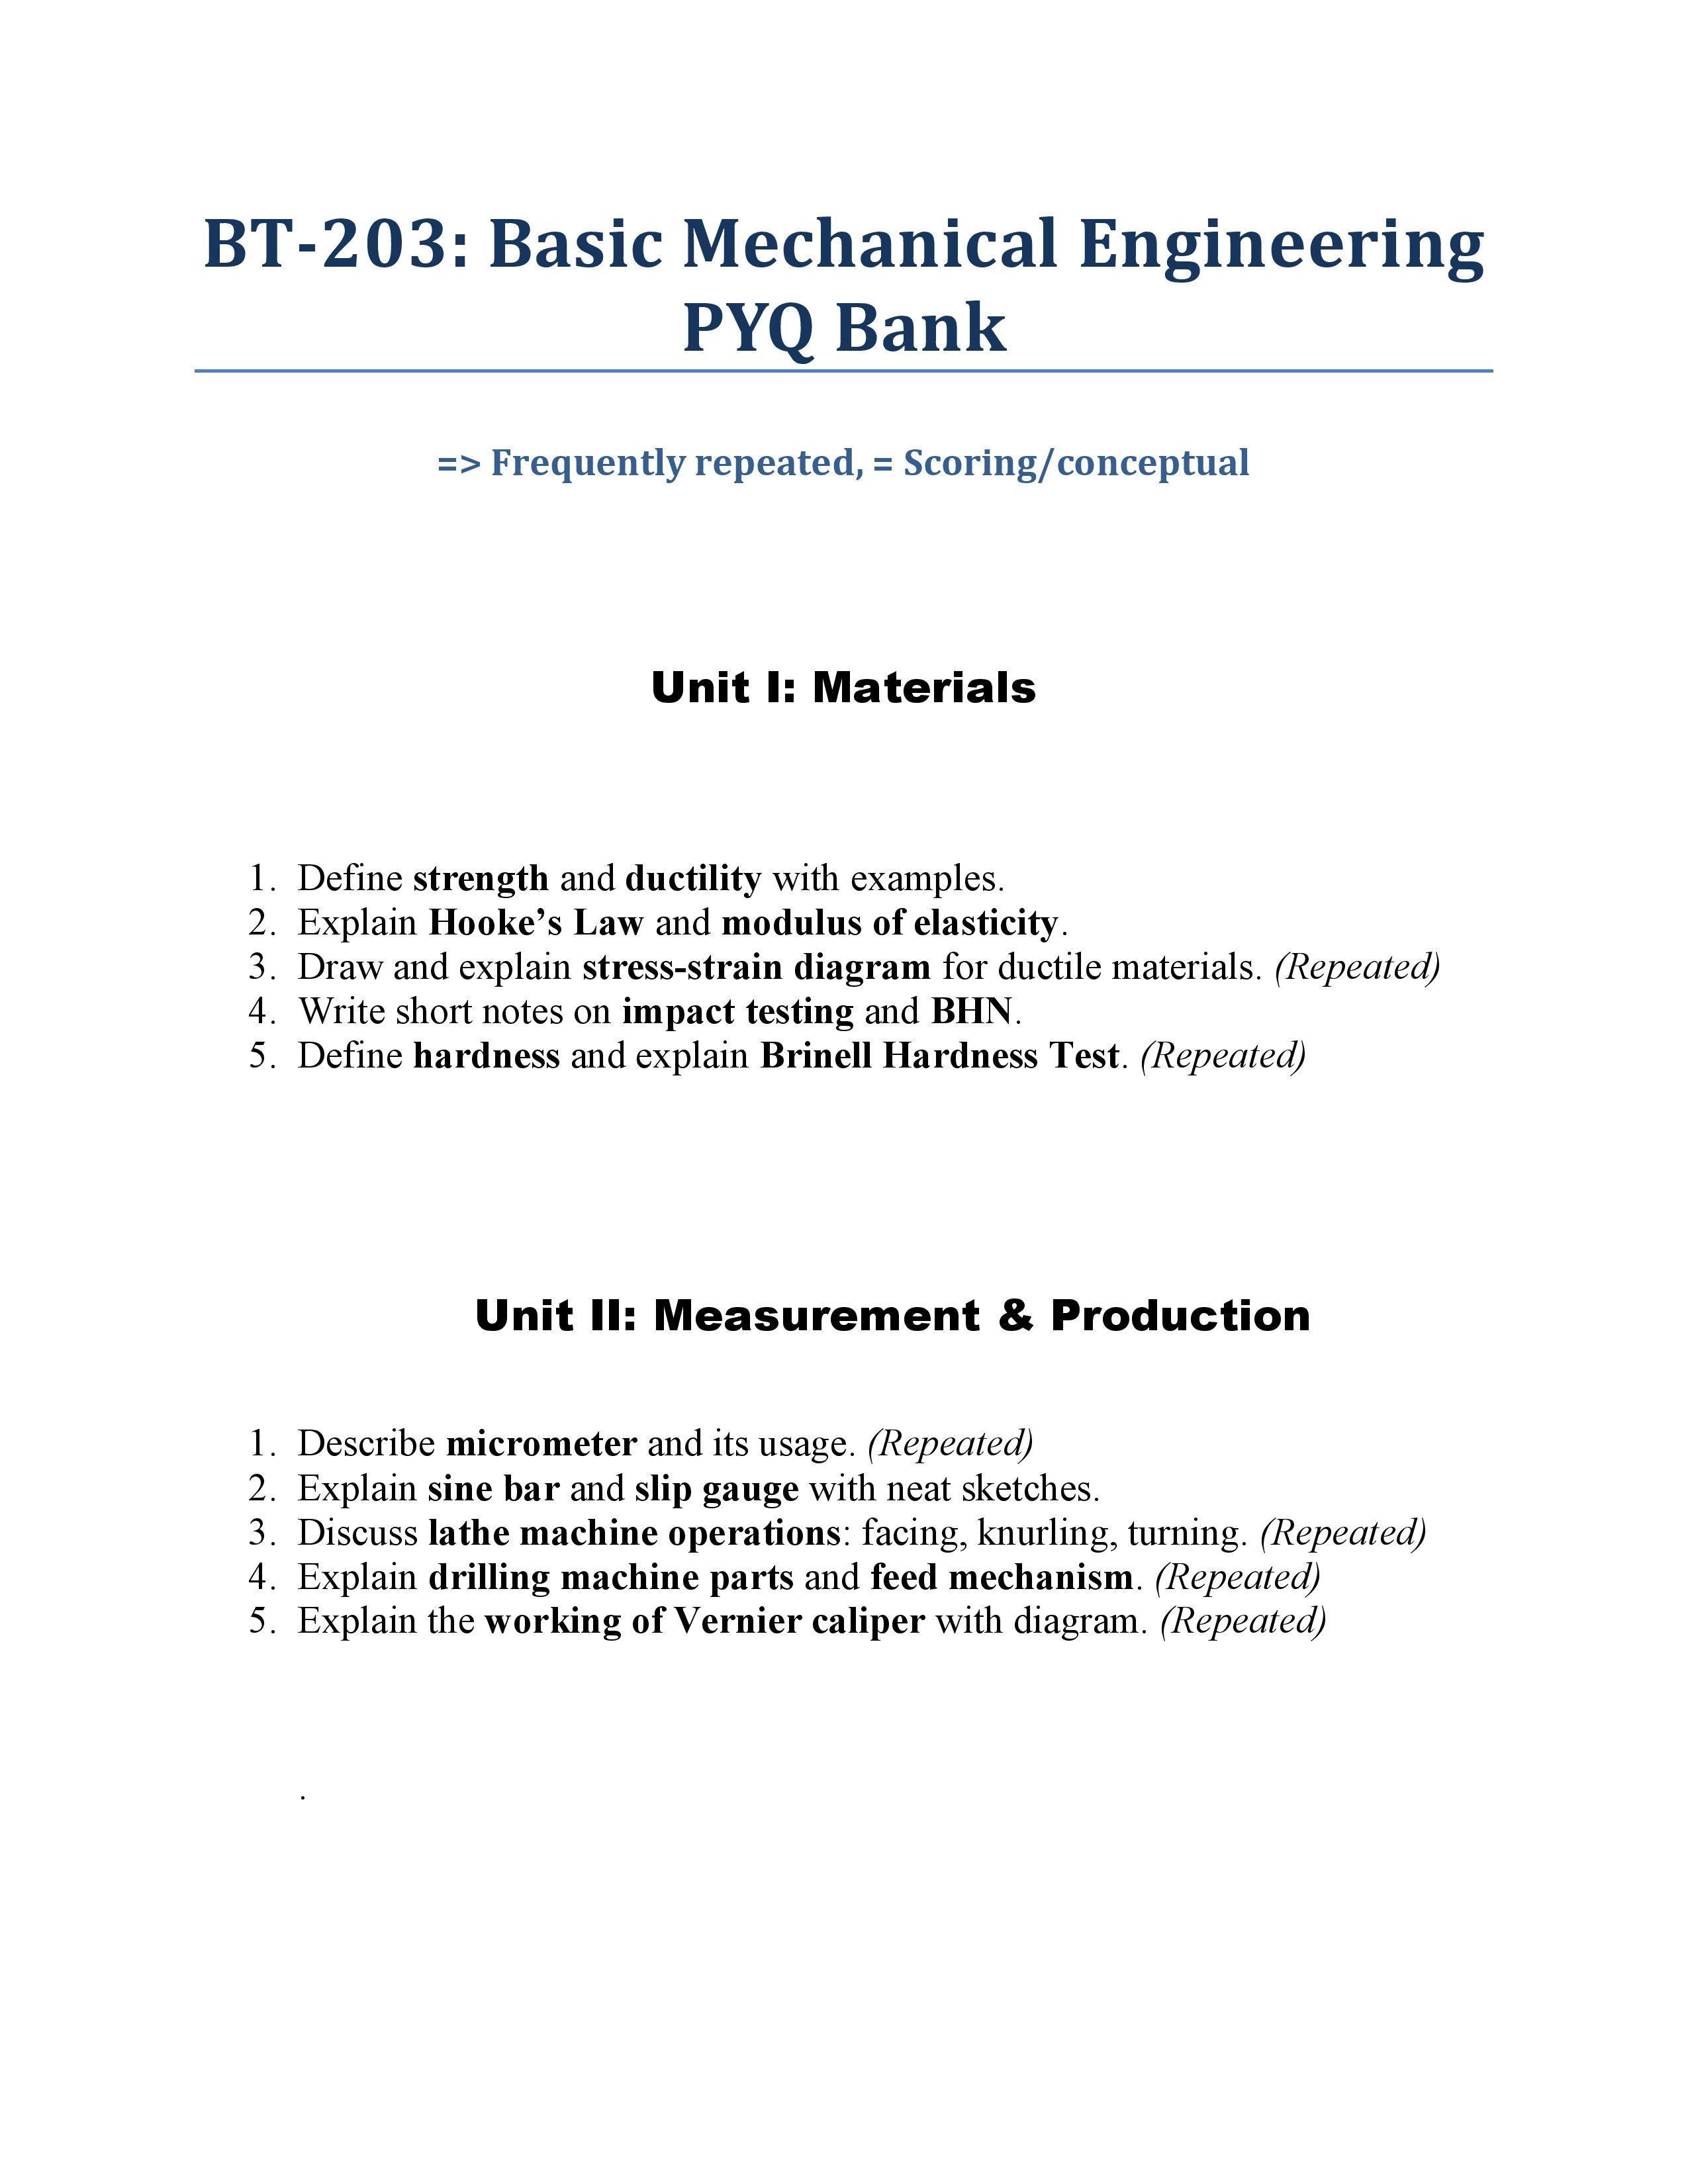 BT-203: Basic Mechanical Engineering
PYQ Bank
=> Frequently repeated, = Scoring/conceptual
Unit I: Materials
1. Define strength and ductility with examples.
2. Explain Hooke’s Law and modulus of elasticity.
3. Draw and explain stress-strain diagram for ductile materials. (Repeated)
4. Write short notes on impact testing and BHN.
5. Define hardness and explain Brinell Hardness Test. (Repeated)
Unit II: Measurement & Production
1. Describe micrometer and its usage. (Repeated)
2. Explain sine bar and slip gauge with neat sketches.
3. Discuss lathe machine operations: facing, knurling, turning. (Repeated)
4. Explain drilling machine parts and feed mechanism. (Repeated)
5. Explain the working of Vernier caliper with diagram. (Repeated)
.